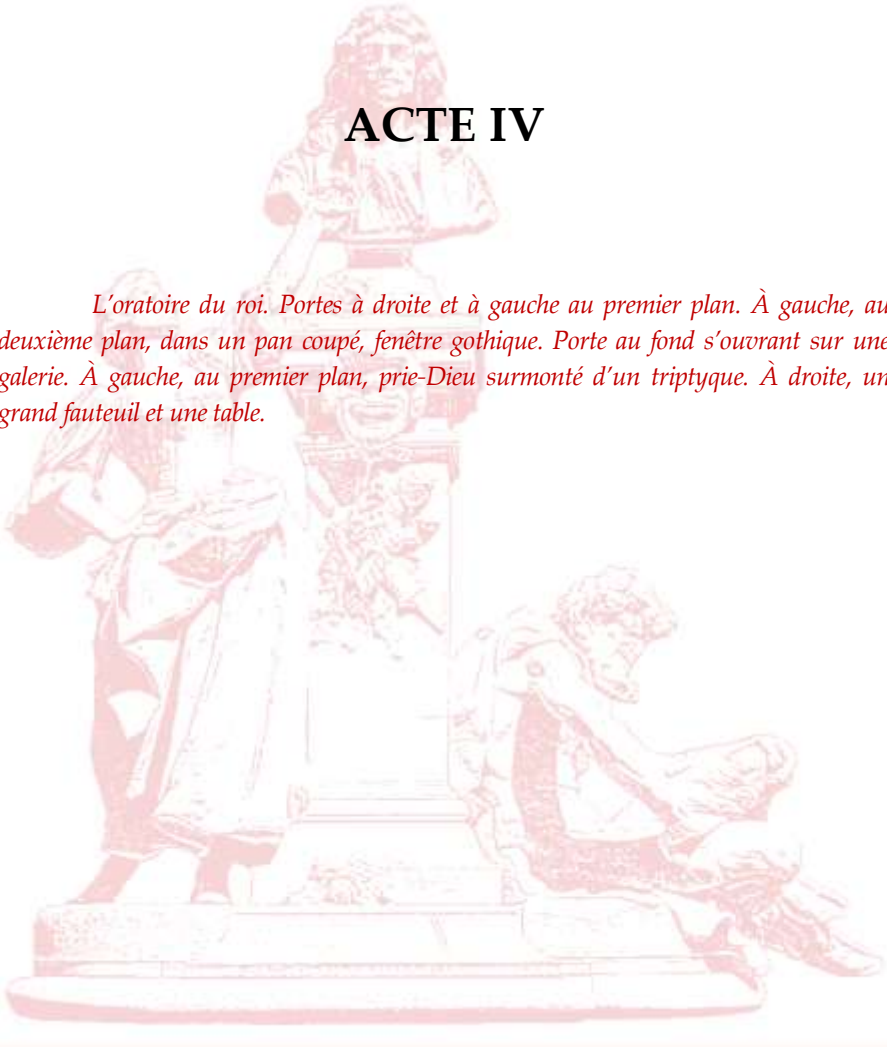 ACTE IV
L’oratoire du roi. Portes à droite et à gauche au premier plan. À gauche, au
deuxième plan, dans un pan coupé, fenêtre gothique. Porte au fond s’ouvrant sur une
galerie. À gauche, au premier plan, prie-Dieu surmonté d’un triptyque. À droite, un
grand fauteuil et une table.